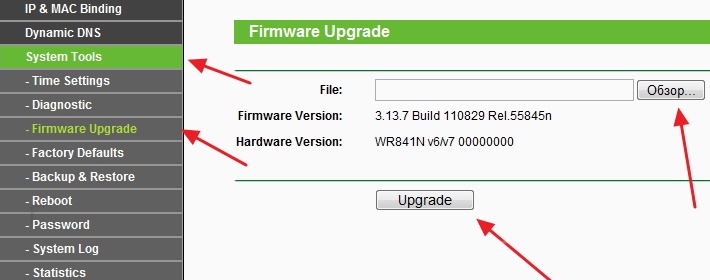 IP & MAC Binding
Dynamic DNS
System Tools
- Time Settings
- Diagnostic
- Firmware Upgrade
- Factory Defaults
- Backup & Restore
- Reboot
- Password
- System Log
- Statistics
Firmware Upgrade
File: Обзор...
Firmware Version: 3.13.7 Build 110829 Rel.55845n
Hardware Version: WR841N v6/v7 00000000
Upgrade